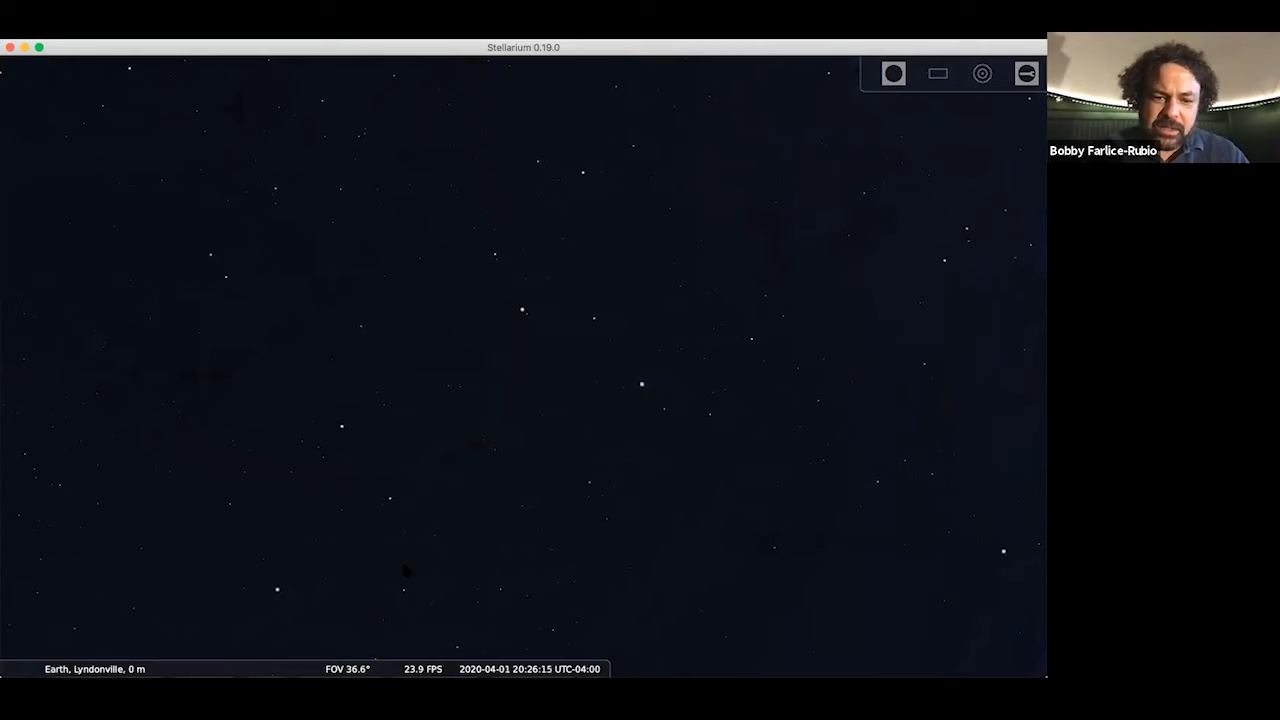 Stellarium 0.19.0
Bobby Farlice-Rubio
Earth, Lyndonville, 0 m FOV 36.6° 23.9 FPS 2020-04-01 20:26:15 UTC-04:00